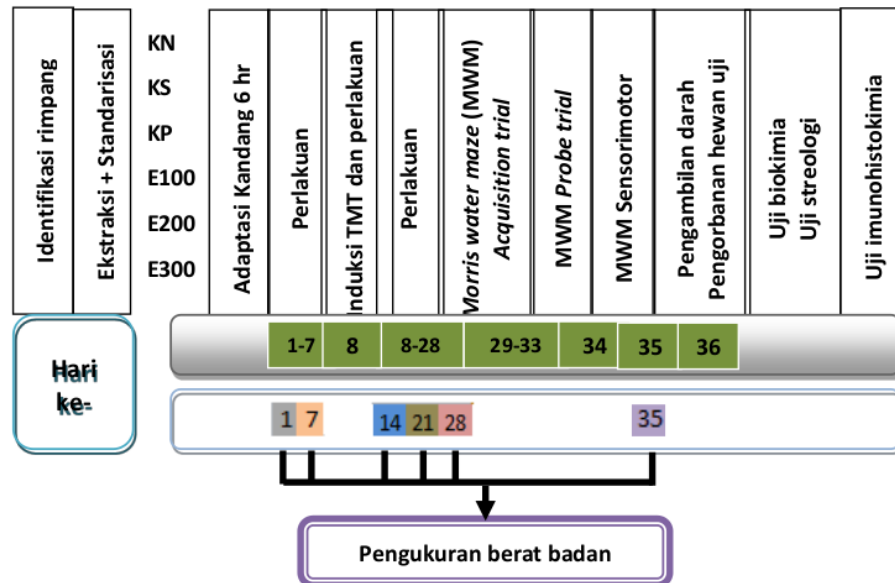 Identifikasi rimpang
Ekstraksi + Standarisasi
KN
KS
KP
E100
E200
E300
Adaptasi Kandang 6 hr
Perlakuan
Induksi TMT dan perlakuan
Perlakuan
Morris water maze (MWM)
Acquisition trial
MWM Probe trial
MWM Sensorimotor
Pengambilan darah
Pengorbanan hewan uji
Uji biokimia
Uji streologi
Uji imunohistokimia
Hari
ke-
1-7 8 8-28 29-33 34 35 36
1 7 14 21 28 35
Pengukuran berat badan